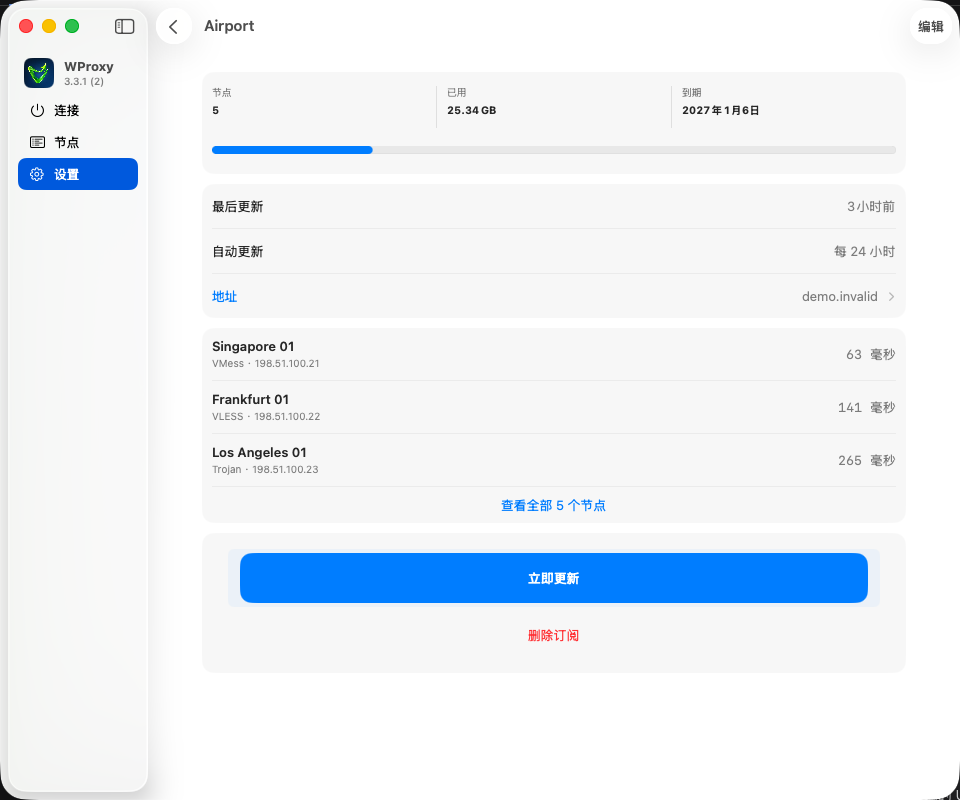 Airport
编辑
WProxy
3.3.1 (2)
连接
节点
设置
节点
5
已用
25.34 GB
到期
2027年1月6日
最后更新
3小时前
自动更新
每 24 小时
地址
demo.invalid
Singapore 01
VMess · 198.51.100.21
63 毫秒
Frankfurt 01
VLESS · 198.51.100.22
141 毫秒
Los Angeles 01
Trojan · 198.51.100.23
265 毫秒
查看全部 5 个节点
立即更新
删除订阅